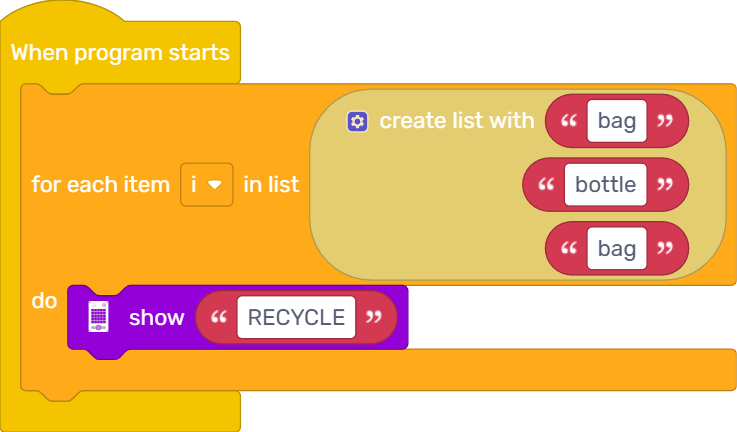 When program starts
create list with “ bag ”
for each item i in list “ bottle ”
“ bag ”
do
show “ RECYCLE ”